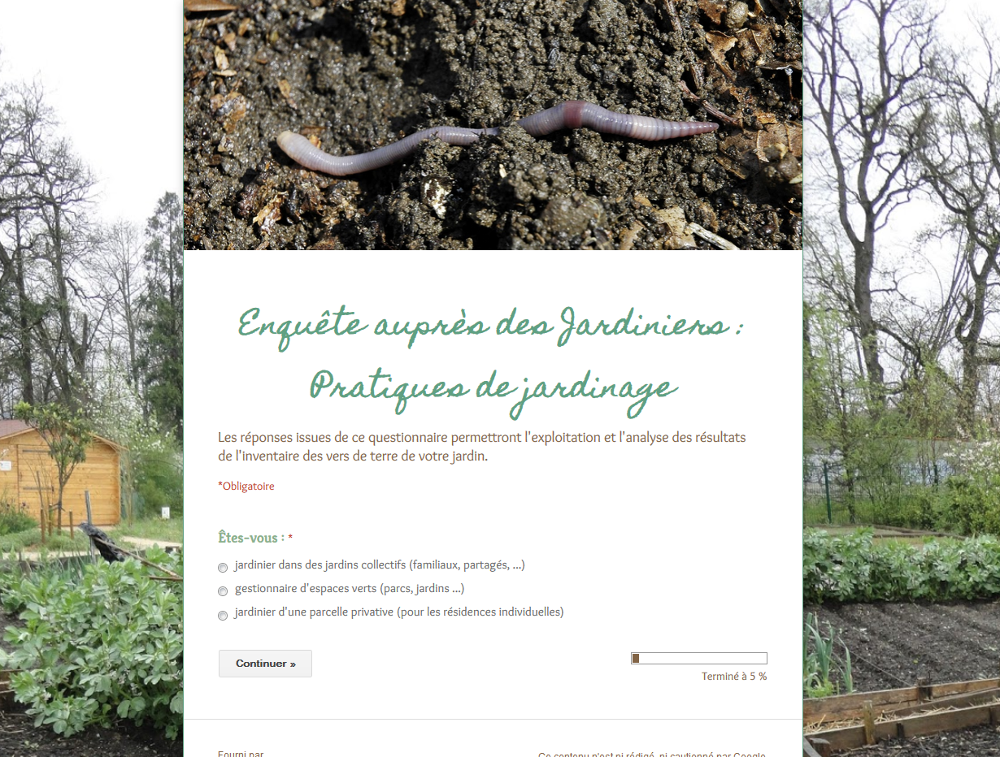 Enquête auprès des Jardiniers :
Pratiques de jardinage
Les réponses issues de ce questionnaire permettront l'exploitation et l'analyse des résultats
de l'inventaire des vers de terre de votre jardin.
*Obligatoire
Êtes-vous : *
jardinier dans des jardins collectifs (familiaux, partagés, ...)
gestionnaire d'espaces verts (parcs, jardins ...)
jardinier d'une parcelle privative (pour les résidences individuelles)
Continuer »
Terminé à 5 %
Fourni par
Ce contenu n'est ni rédigé, ni cautionné par Google.